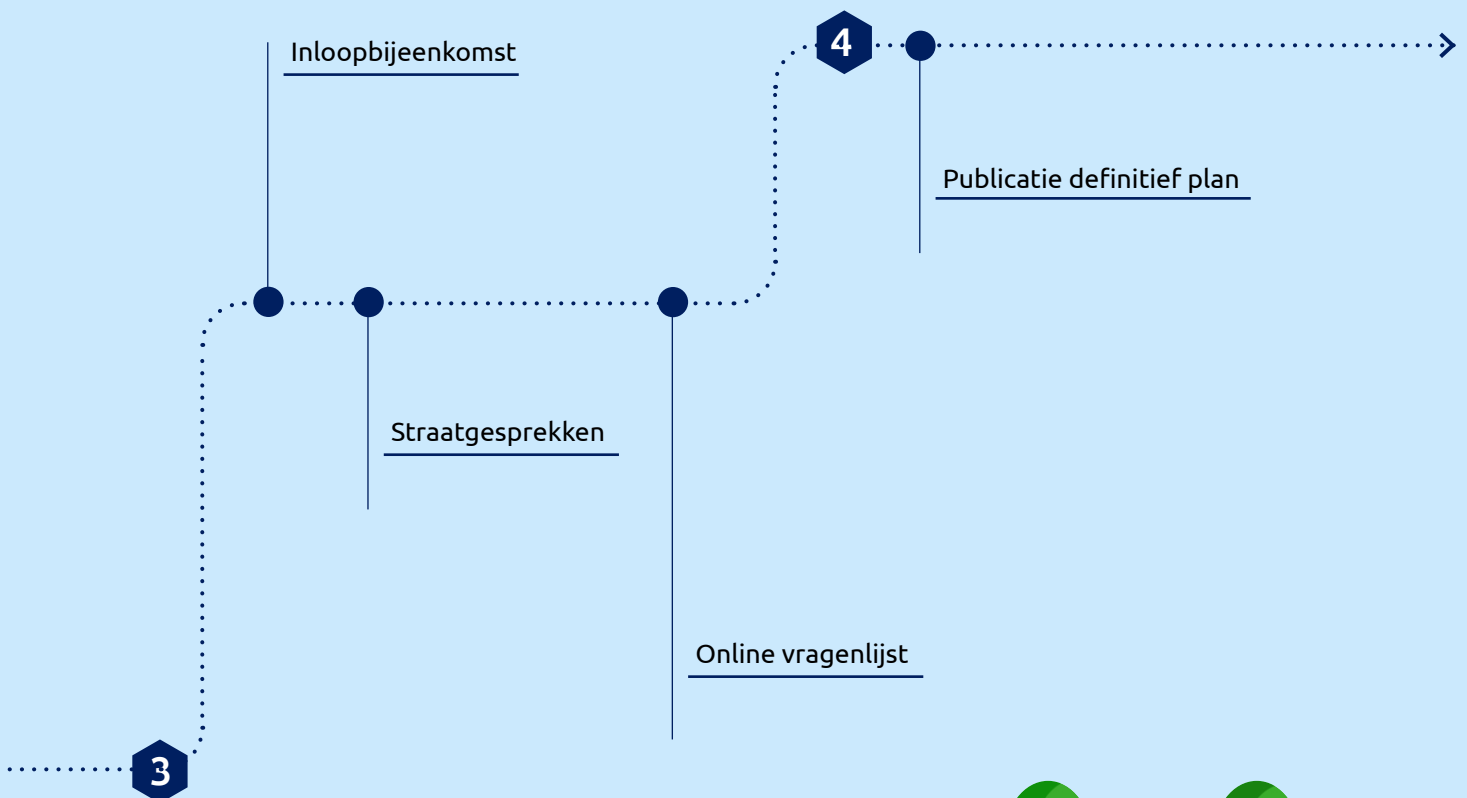 Inloopbijeenkomst
4
Publicatie definitief plan
Straatgesprekken
Online vragenlijst
3